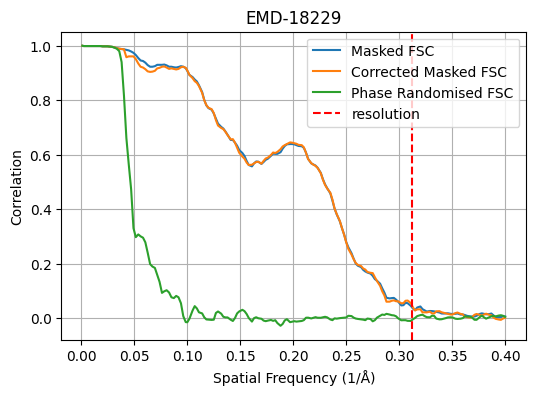 EMD-18229
Masked FSC
Corrected Masked FSC
Phase Randomised FSC
resolution
Correlation
1.0
0.8
0.6
0.4
0.2
0.0
0.00 0.05 0.10 0.15 0.20 0.25 0.30 0.35 0.40
Spatial Frequency (1/Å)